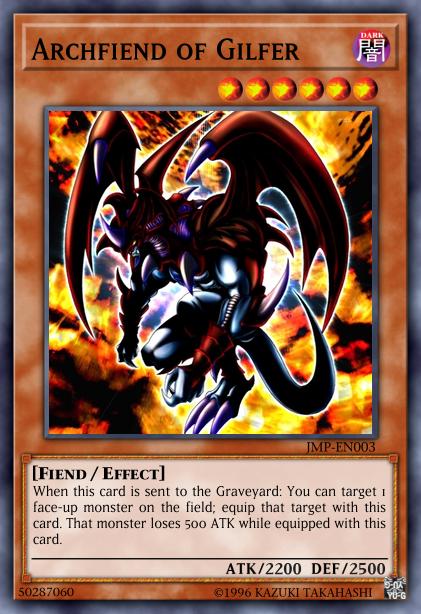 Archfiend of Gilfer
DARK
闇
JMP-EN003
[Fiend / Effect]
When this card is sent to the Graveyard: You can target 1
face-up monster on the field; equip that target with this
card. That monster loses 500 ATK while equipped with this
card.
ATK/2200 DEF/2500
50287060
©1996 KAZUKI TAKAHASHI